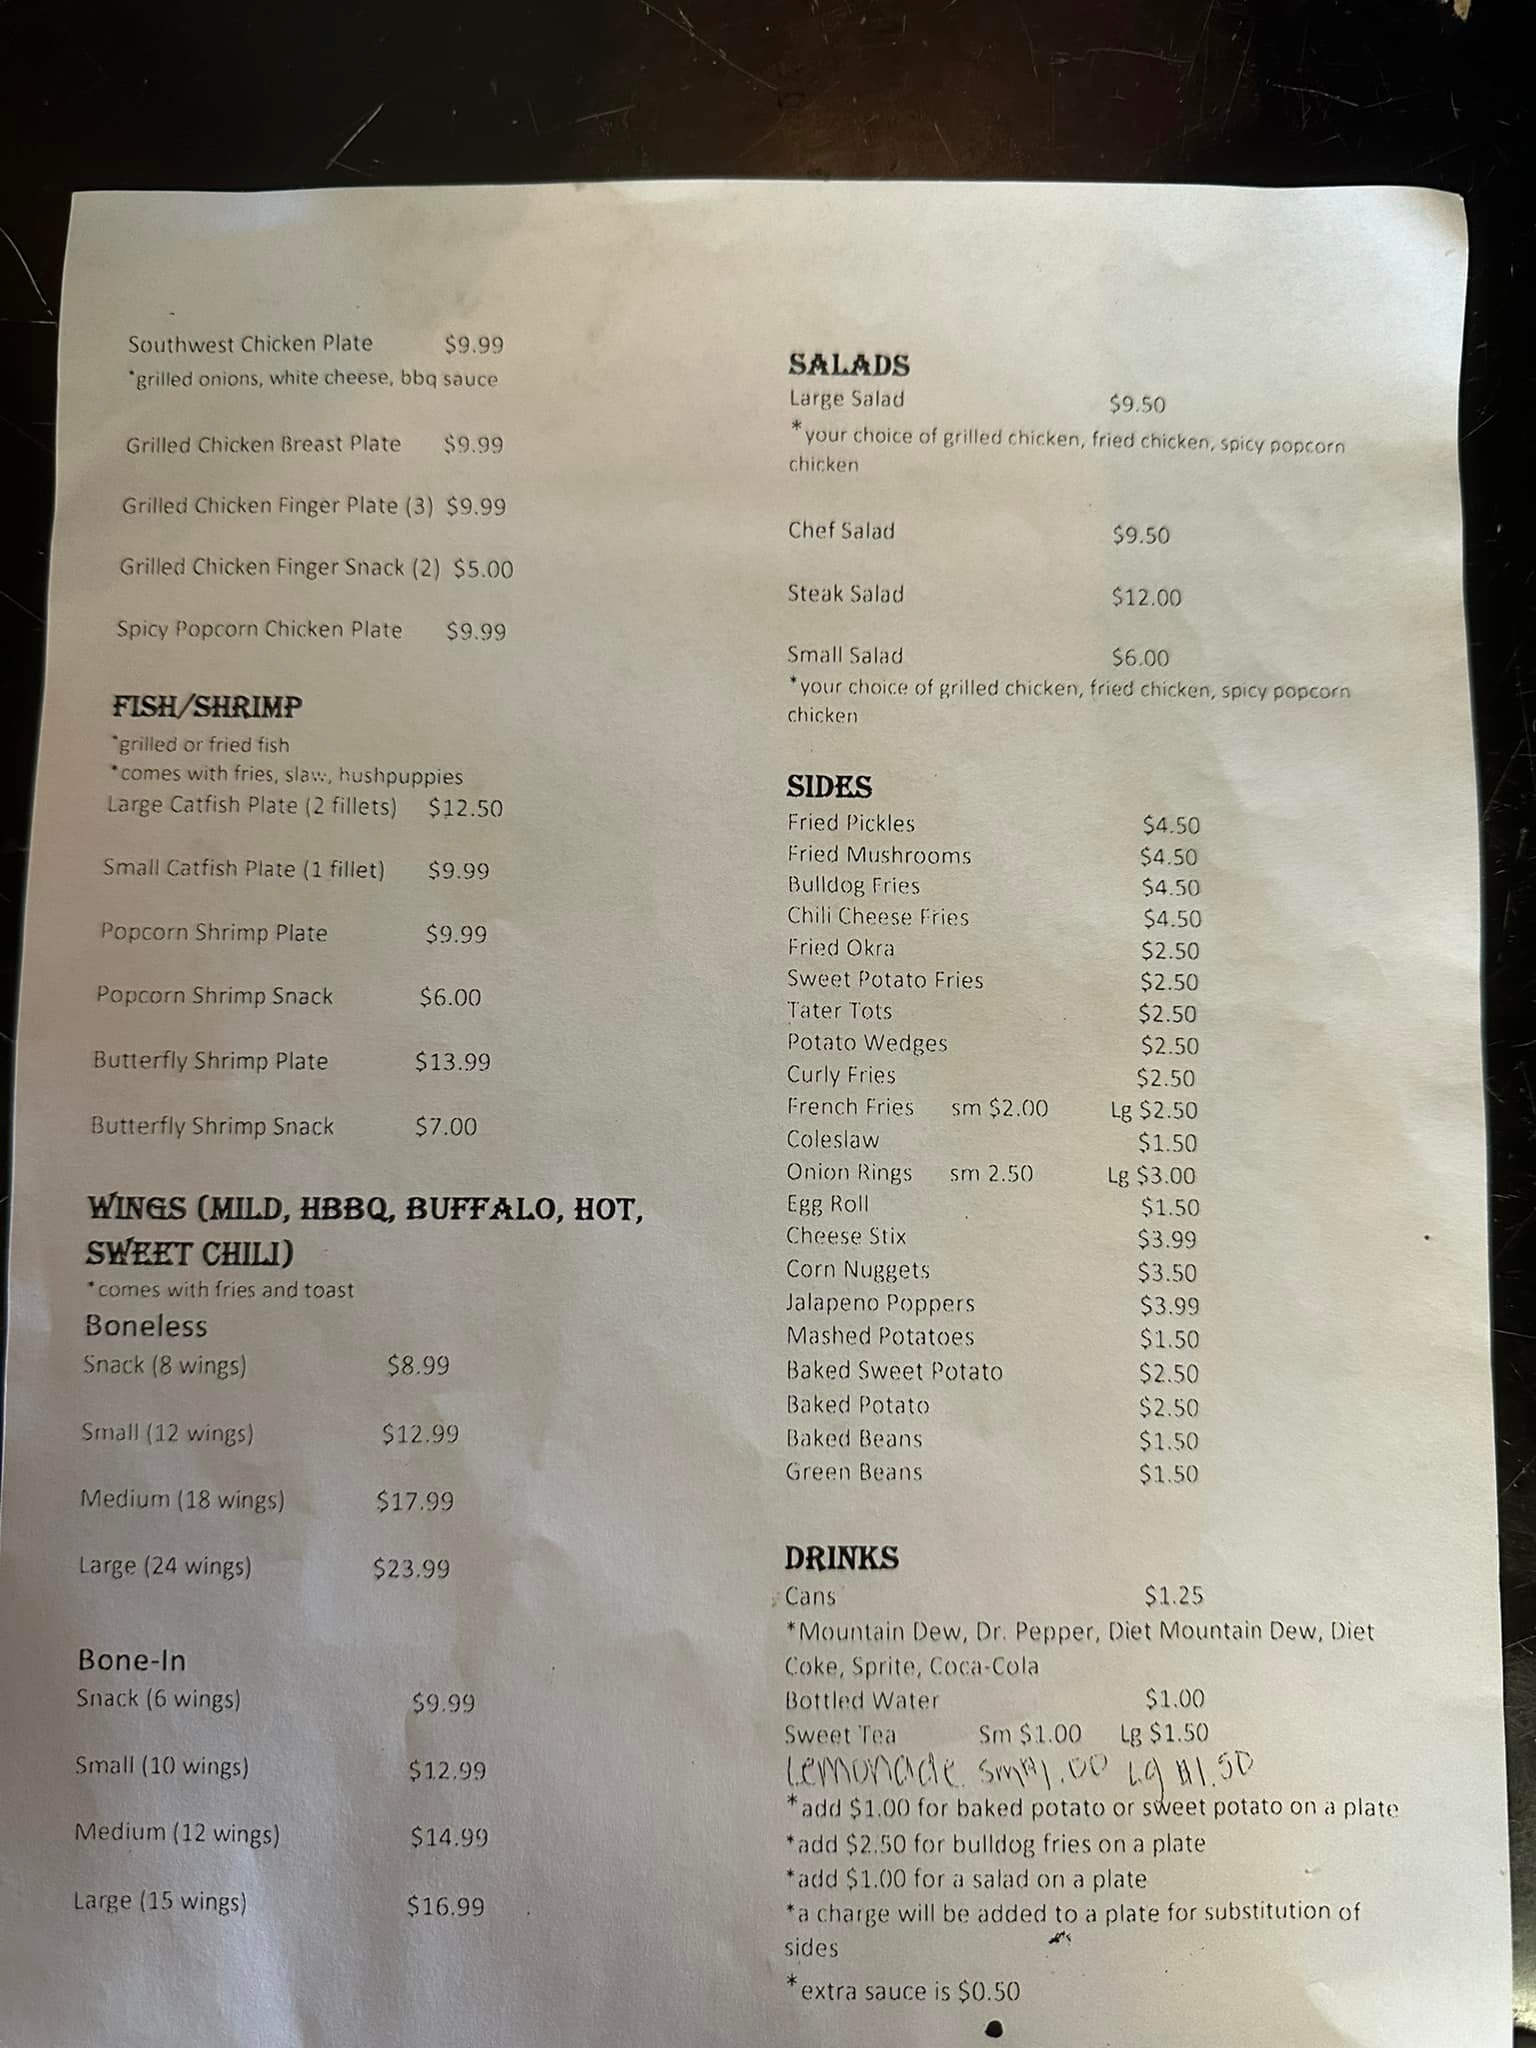 Southwest Chicken Plate $9.99
*grilled onions, white cheese, bbq sauce
Grilled Chicken Breast Plate $9.99
Grilled Chicken Finger Plate (3) $9.99
Grilled Chicken Finger Snack (2) $5.00
Spicy Popcorn Chicken Plate $9.99
FISH/SHRIMP
*grilled or fried fish
*comes with fries, slaw, hushpuppies
Large Catfish Plate (2 fillets) $12.50
Small Catfish Plate (1 fillet) $9.99
Popcorn Shrimp Plate $9.99
Popcorn Shrimp Snack $6.00
Butterfly Shrimp Plate $13.99
Butterfly Shrimp Snack $7.00
WINGS (MILD, HBBQ, BUFFALO, HOT,
SWEET CHILI)
*comes with fries and toast
Boneless
Snack (8 wings) $8.99
Small (12 wings) $12.99
Medium (18 wings) $17.99
Large (24 wings) $23.99
Bone-In
Snack (6 wings) $9.99
Small (10 wings) $12.99
Medium (12 wings) $14.99
Large (15 wings) $16.99
SALADS
Large Salad $9.50
*your choice of grilled chicken, fried chicken, spicy popcorn
chicken
Chef Salad $9.50
Steak Salad $12.00
Small Salad $6.00
*your choice of grilled chicken, fried chicken, spicy popcorn
chicken
SIDES
Fried Pickles $4.50
Fried Mushrooms $4.50
Bulldog Fries $4.50
Chili Cheese Fries $4.50
Fried Okra $2.50
Sweet Potato Fries $2.50
Tater Tots $2.50
Potato Wedges $2.50
Curly Fries $2.50
French Fries sm $2.00 Lg $2.50
Coleslaw $1.50
Onion Rings sm 2.50 Lg $3.00
Egg Roll $1.50
Cheese Stix $3.99
Corn Nuggets $3.50
Jalapeno Poppers $3.99
Mashed Potatoes $1.50
Baked Sweet Potato $2.50
Baked Potato $2.50
Baked Beans $1.50
Green Beans $1.50
DRINKS
Cans $1.25
*Mountain Dew, Dr. Pepper, Diet Mountain Dew, Diet
Coke, Sprite, Coca-Cola
Bottled Water $1.00
Sweet Tea Sm $1.00 Lg $1.50
Lemonade sm $1.00 Lg $1.50
*add $1.00 for baked potato or sweet potato on a plate
*add $2.50 for bulldog fries on a plate
*add $1.00 for a salad on a plate
*a charge will be added to a plate for substitution of
sides
*extra sauce is $0.50